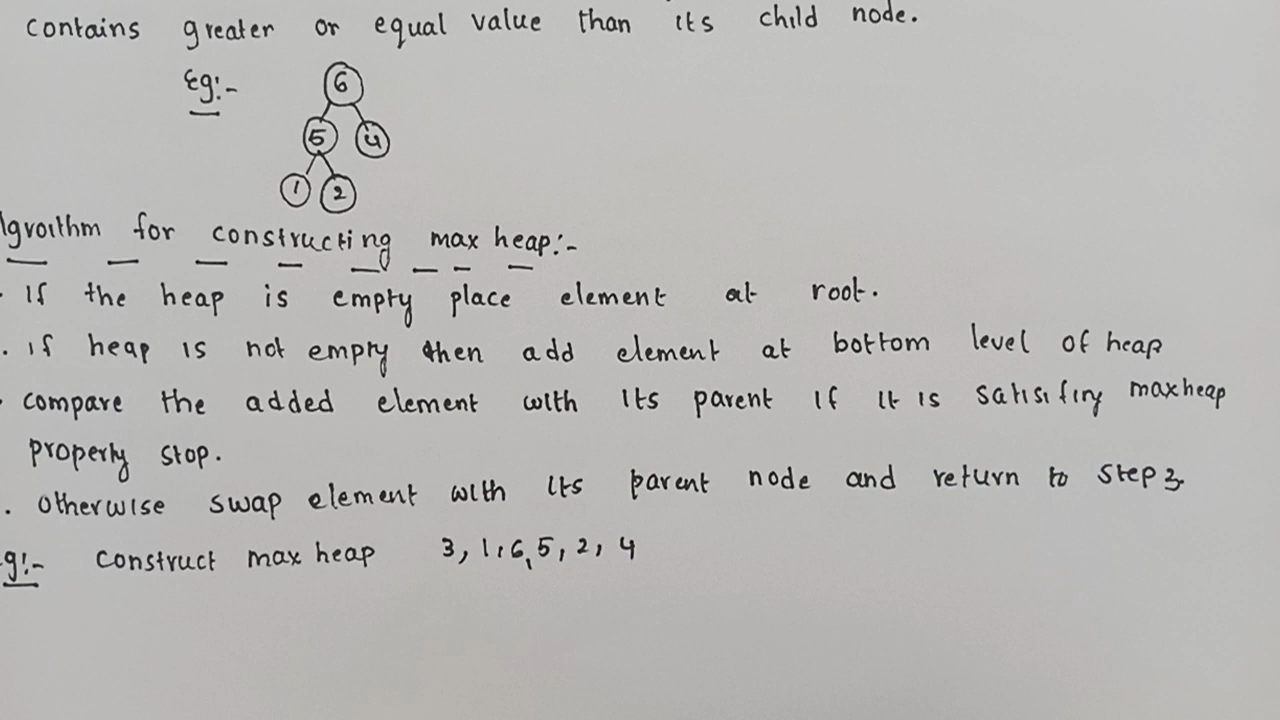 contains greater or equal value than its child node.
Eg:-
6
5 4
1 2
lgroithm for constructing max heap:-
. If the heap is empty place element at root.
. if heap is not empty then add element at bottom level of heap
. compare the added element with its parent if it is satisifiny maxheap
property stop.
. otherwise swap element with its parent node and return to step 3.
g:- construct max heap 3, 1, 6, 5, 2, 4